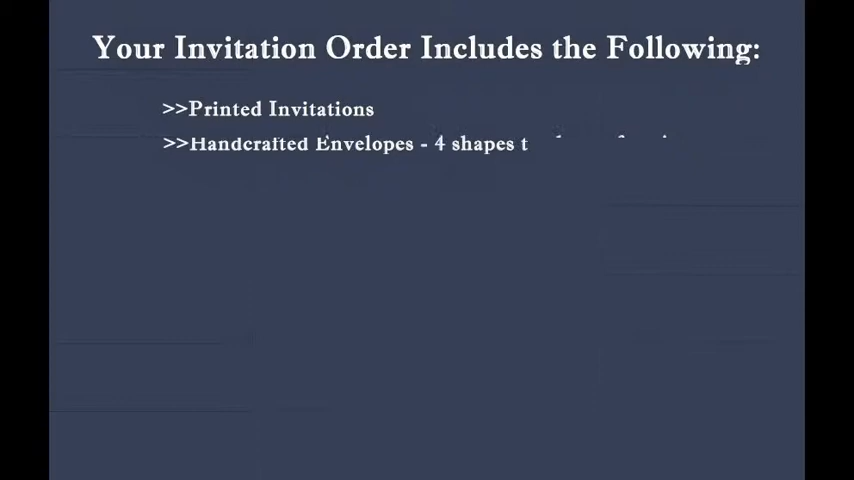 Your Invitation Order Includes the Following:
>>Printed Invitations
>>Handcrafted Envelopes - 4 shapes